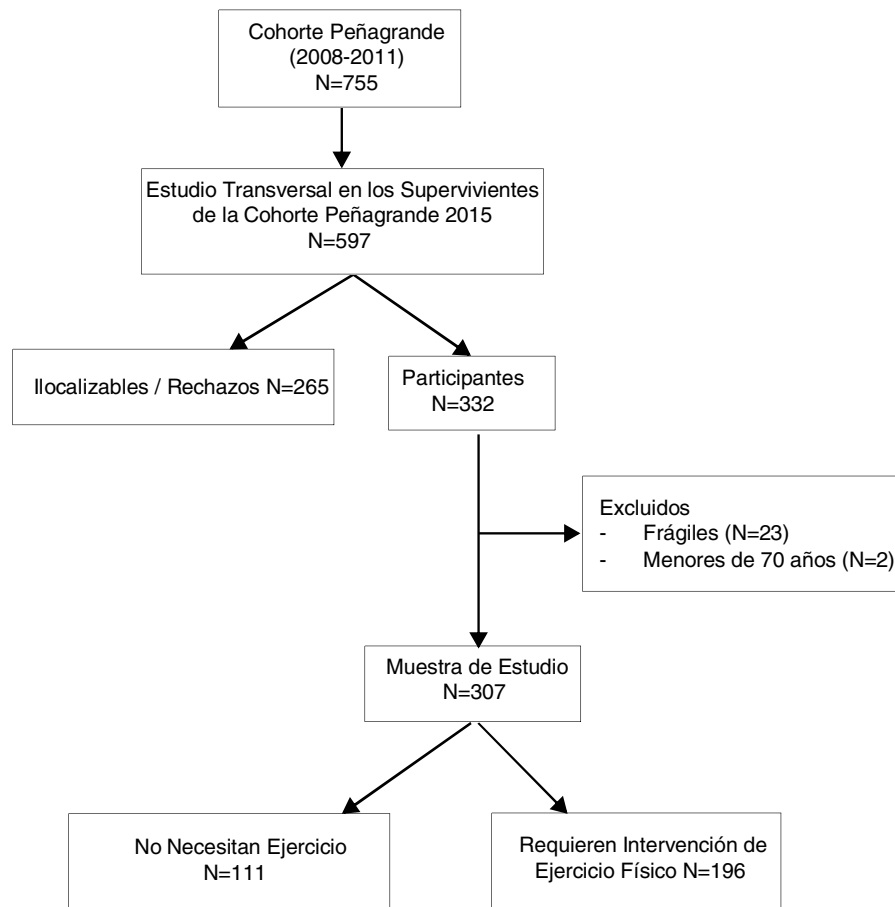 Cohorte Peñagrande
(2008-2011)
N=755
Estudio Transversal en los Supervivientes
de la Cohorte Peñagrande 2015
N=597
Ilocalizables / Rechazos N=265
Participantes
N=332
Excluidos
- Frágiles (N=23)
- Menores de 70 años (N=2)
Muestra de Estudio
N=307
No Necesitan Ejercicio
N=111
Requieren Intervención de
Ejercicio Físico N=196